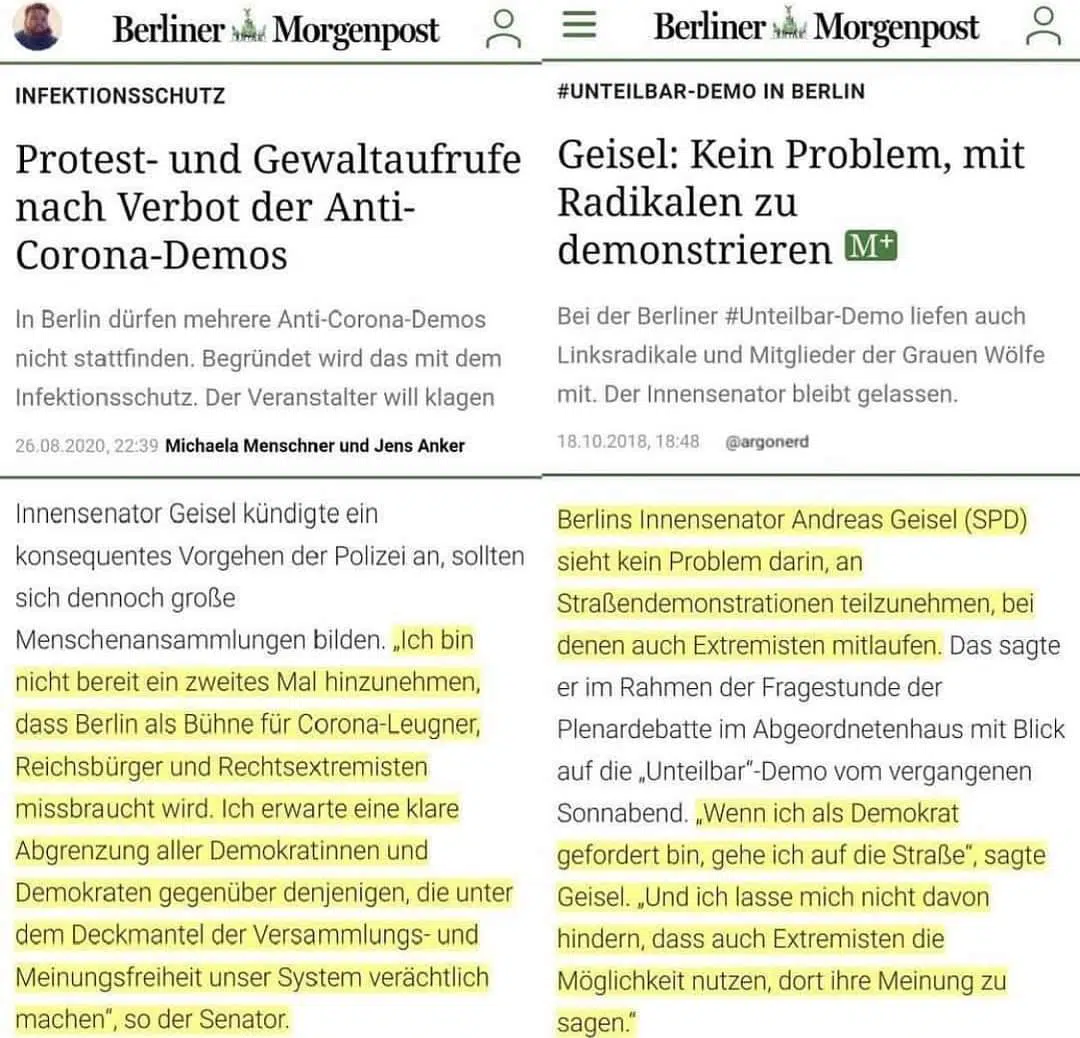 Berliner Morgenpost
INFEKTIONSSCHUTZ
Protest- und Gewaltaufrufe
nach Verbot der Anti-
Corona-Demos
In Berlin dürfen mehrere Anti-Corona-Demos
nicht stattfinden. Begründet wird das mit dem
Infektionsschutz. Der Veranstalter will klagen
26.08.2020, 22:39 Michaela Menschner und Jens Anker
Innensenator Geisel kündigte ein
konsequentes Vorgehen der Polizei an, sollten
sich dennoch große
Menschenansammlungen bilden. „Ich bin
nicht bereit ein zweites Mal hinzunehmen,
dass Berlin als Bühne für Corona-Leugner,
Reichsbürger und Rechtsextremisten
missbraucht wird. Ich erwarte eine klare
Abgrenzung aller Demokratinnen und
Demokraten gegenüber denjenigen, die unter
dem Deckmantel der Versammlungs- und
Meinungsfreiheit unser System verächtlich
machen“, so der Senator.
Berliner Morgenpost
#UNTEILBAR-DEMO IN BERLIN
Geisel: Kein Problem, mit
Radikalen zu
demonstrieren M+
Bei der Berliner #Unteilbar-Demo liefen auch
Linksradikale und Mitglieder der Grauen Wölfe
mit. Der Innensenator bleibt gelassen.
18.10.2018, 18:48 @argonerd
Berlins Innensenator Andreas Geisel (SPD)
sieht kein Problem darin, an
Straßendemonstrationen teilzunehmen, bei
denen auch Extremisten mitlaufen. Das sagte
er im Rahmen der Fragestunde der
Plenardebatte im Abgeordnetenhaus mit Blick
auf die „Unteilbar“-Demo vom vergangenen
Sonnabend. „Wenn ich als Demokrat
gefordert bin, gehe ich auf die Straße“, sagte
Geisel. „Und ich lasse mich nicht davon
hindern, dass auch Extremisten die
Möglichkeit nutzen, dort ihre Meinung zu
sagen.“